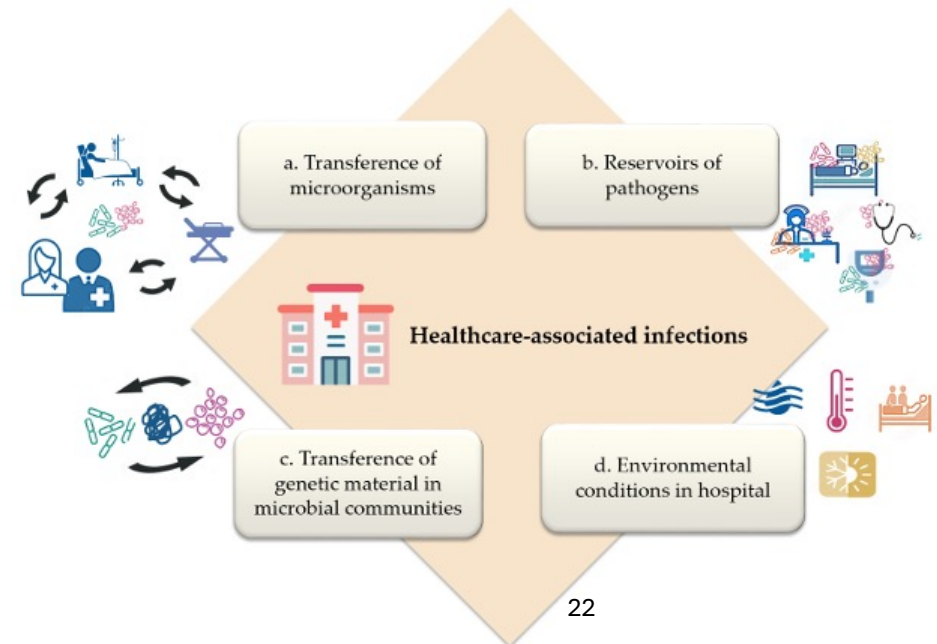 a. Transference of
microorganisms
b. Reservoirs of
pathogens
Healthcare-associated infections
c. Transference of
genetic material in
microbial communities
d. Environmental
conditions in hospital
22